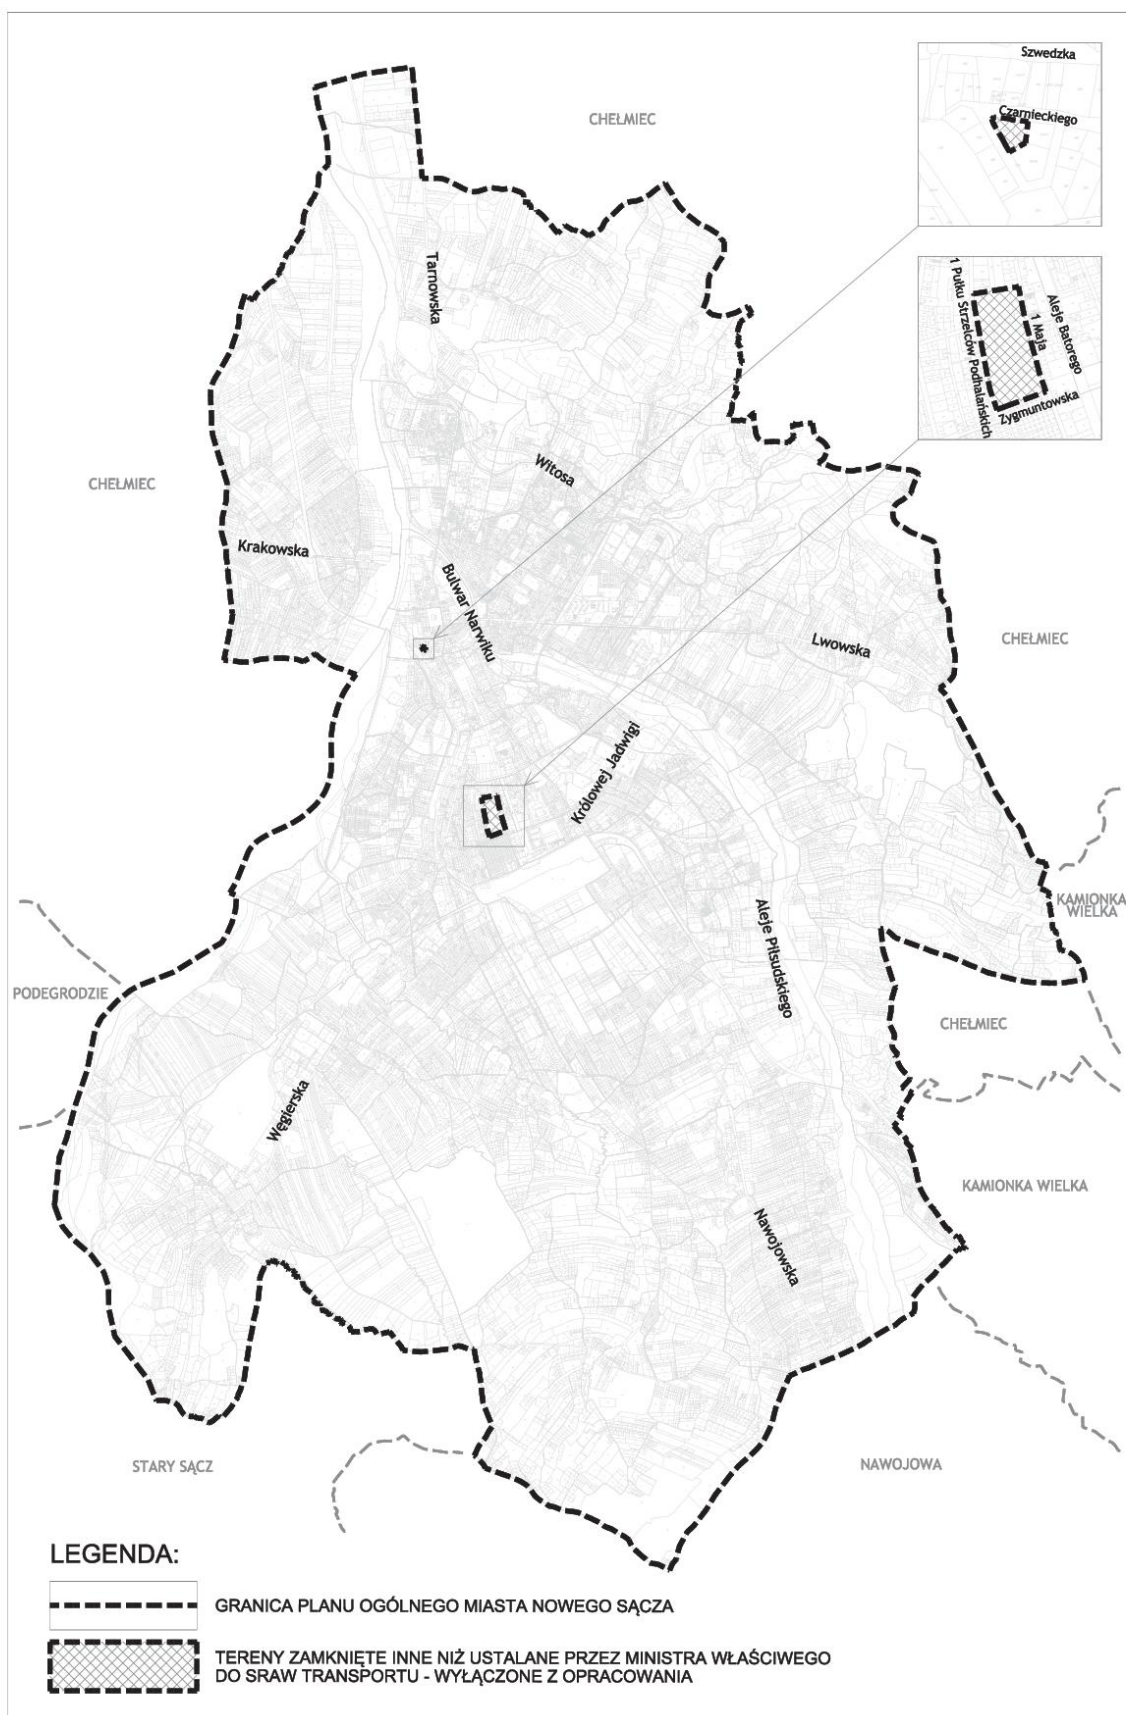 Szwedzka
CHEŁMIEC
Czarnieckiego
Tarnowska
1 Pułku Strzelców Podhalańskich
1 Maja
Aleje Batorego
Zygmuntowska
CHEŁMIEC
Witosa
Krakowska
Bulwar Narwiku
CHEŁMIEC
Lwowska
Królowej Jadwigi
KAMIONKA
WIELKA
Aleje Piłsudskiego
PODEGRODZIE
CHEŁMIEC
Węgierska
KAMIONKA WIELKA
Nawojowska
STARY SĄCZ
NAWOJOWA
LEGENDA:
GRANICA PLANU OGÓLNEGO MIASTA NOWEGO SĄCZA
TERENY ZAMKNIĘTE INNE NIŻ USTALANE PRZEZ MINISTRA WŁAŚCIWEGO
DO SRAW TRANSPORTU - WYŁĄCZONE Z OPRACOWANIA